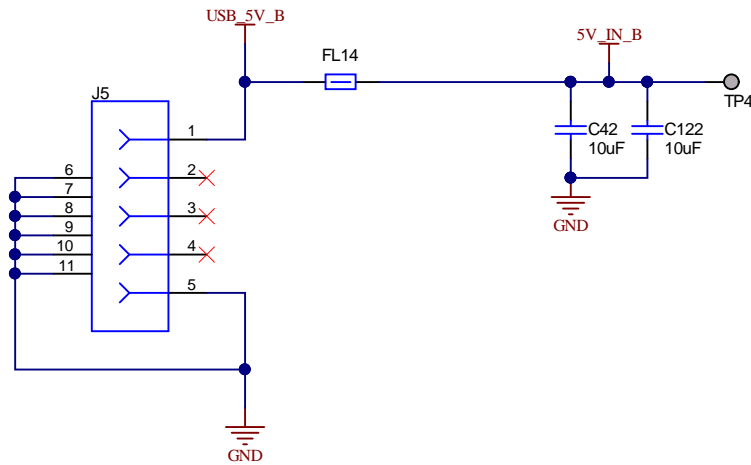 USB_5V_B
5V_IN_B
FL14
TP4
J5
1
C42
10uF
C122
10uF
6
2
7
8
3
9
10
4
11
5
GND
GND